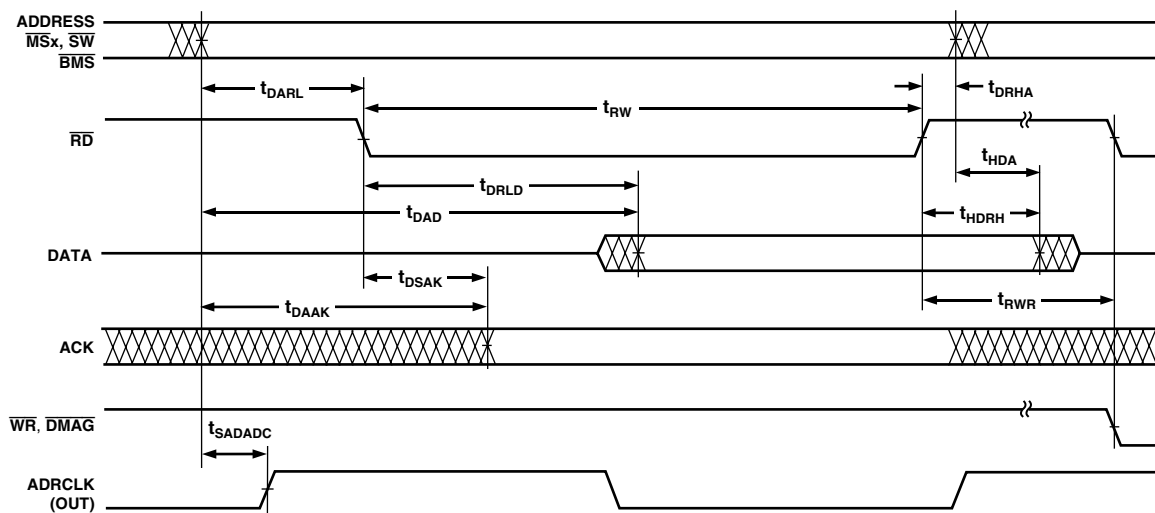 ADDRESS
MSx, SW
BMS
tDARL
tRW
tDRHA
RD
tHDA
tDRLD
tDAD
tHDRH
DATA
tDSAK
tDAAK
tRWR
ACK
WR, DMAG
tSADADC
ADRCLK
(OUT)